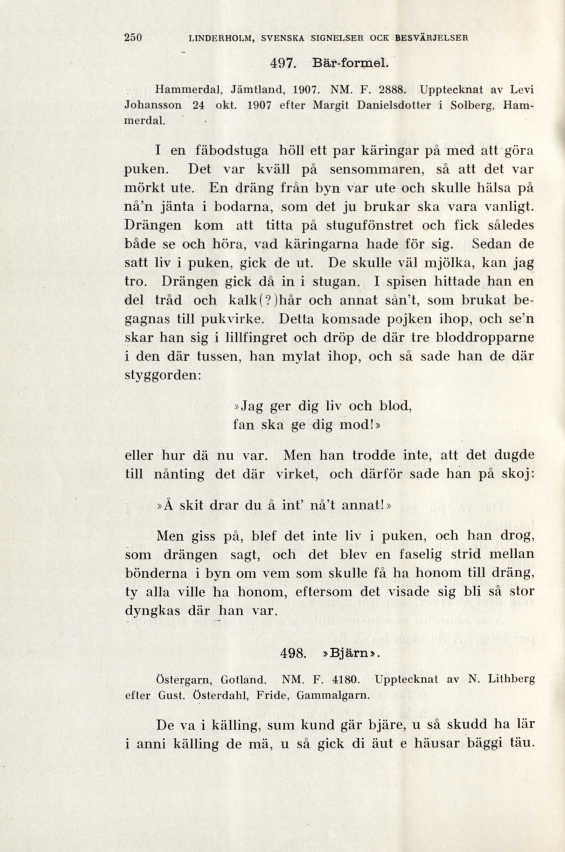 250 LINDERHOLM, SVENSKA SIGNELSER OCK BESVÄRJELSER
497. Bär-formel.
Hammerdal, Jämtland, 1907. NM. F. 2888. Upptecknat av Levi
Johansson 24 okt. 1907 efter Margit Danielsdotter i Solberg, Ham-
merdal.
I en fäbodstuga höll ett par käringar på med att göra
puken. Det var kväll på sensommaren, så att det var
mörkt ute. En dräng från byn var ute och skulle hälsa på
nå'n jänta i bodarna, som det ju brukar ska vara vanligt.
Drängen kom att titta på stugufönstret och fick således
både se och höra, vad käringarna hade för sig. Sedan de
satt liv i puken, gick de ut. De skulle väl mjölka, kan jag
tro. Drängen gick då in i stugan. I spisen hittade han en
del tråd och kalk(?)hår och annat sån't, som brukat be-
gagnas till pukvirke. Detta komsade pojken ihop, och se'n
skar han sig i lillfingret och dröp de där tre bloddropparne
i den där tussen, han mylat ihop, och så sade han de där
styggorden:
»Jag ger dig liv och blod,
fan ska ge dig mod!»
eller hur dä nu var. Men han trodde inte, att det dugde
till nånting det där virket, och därför sade han på skoj:
»Å skit drar du å int' nå't annat!»
Men giss på, blef det inte liv i puken, och han drog,
som drängen sagt, och det blev en faselig strid mellan
bönderna i byn om vem som skulle få ha honom till dräng,
ty alla ville ha honom, eftersom det visade sig bli så stor
dyngkas där han var.
498. »Bjärn».
Östergarn, Gotland. NM. F. 4180. Upptecknat av N. Lithberg
efter Gust. Österdahl, Fride, Gammalgarn.
De va i källing, sum kund gär bjäre, u så skudd ha lär
i anni källing de mä, u så gick di äut e häusar bäggi täu.